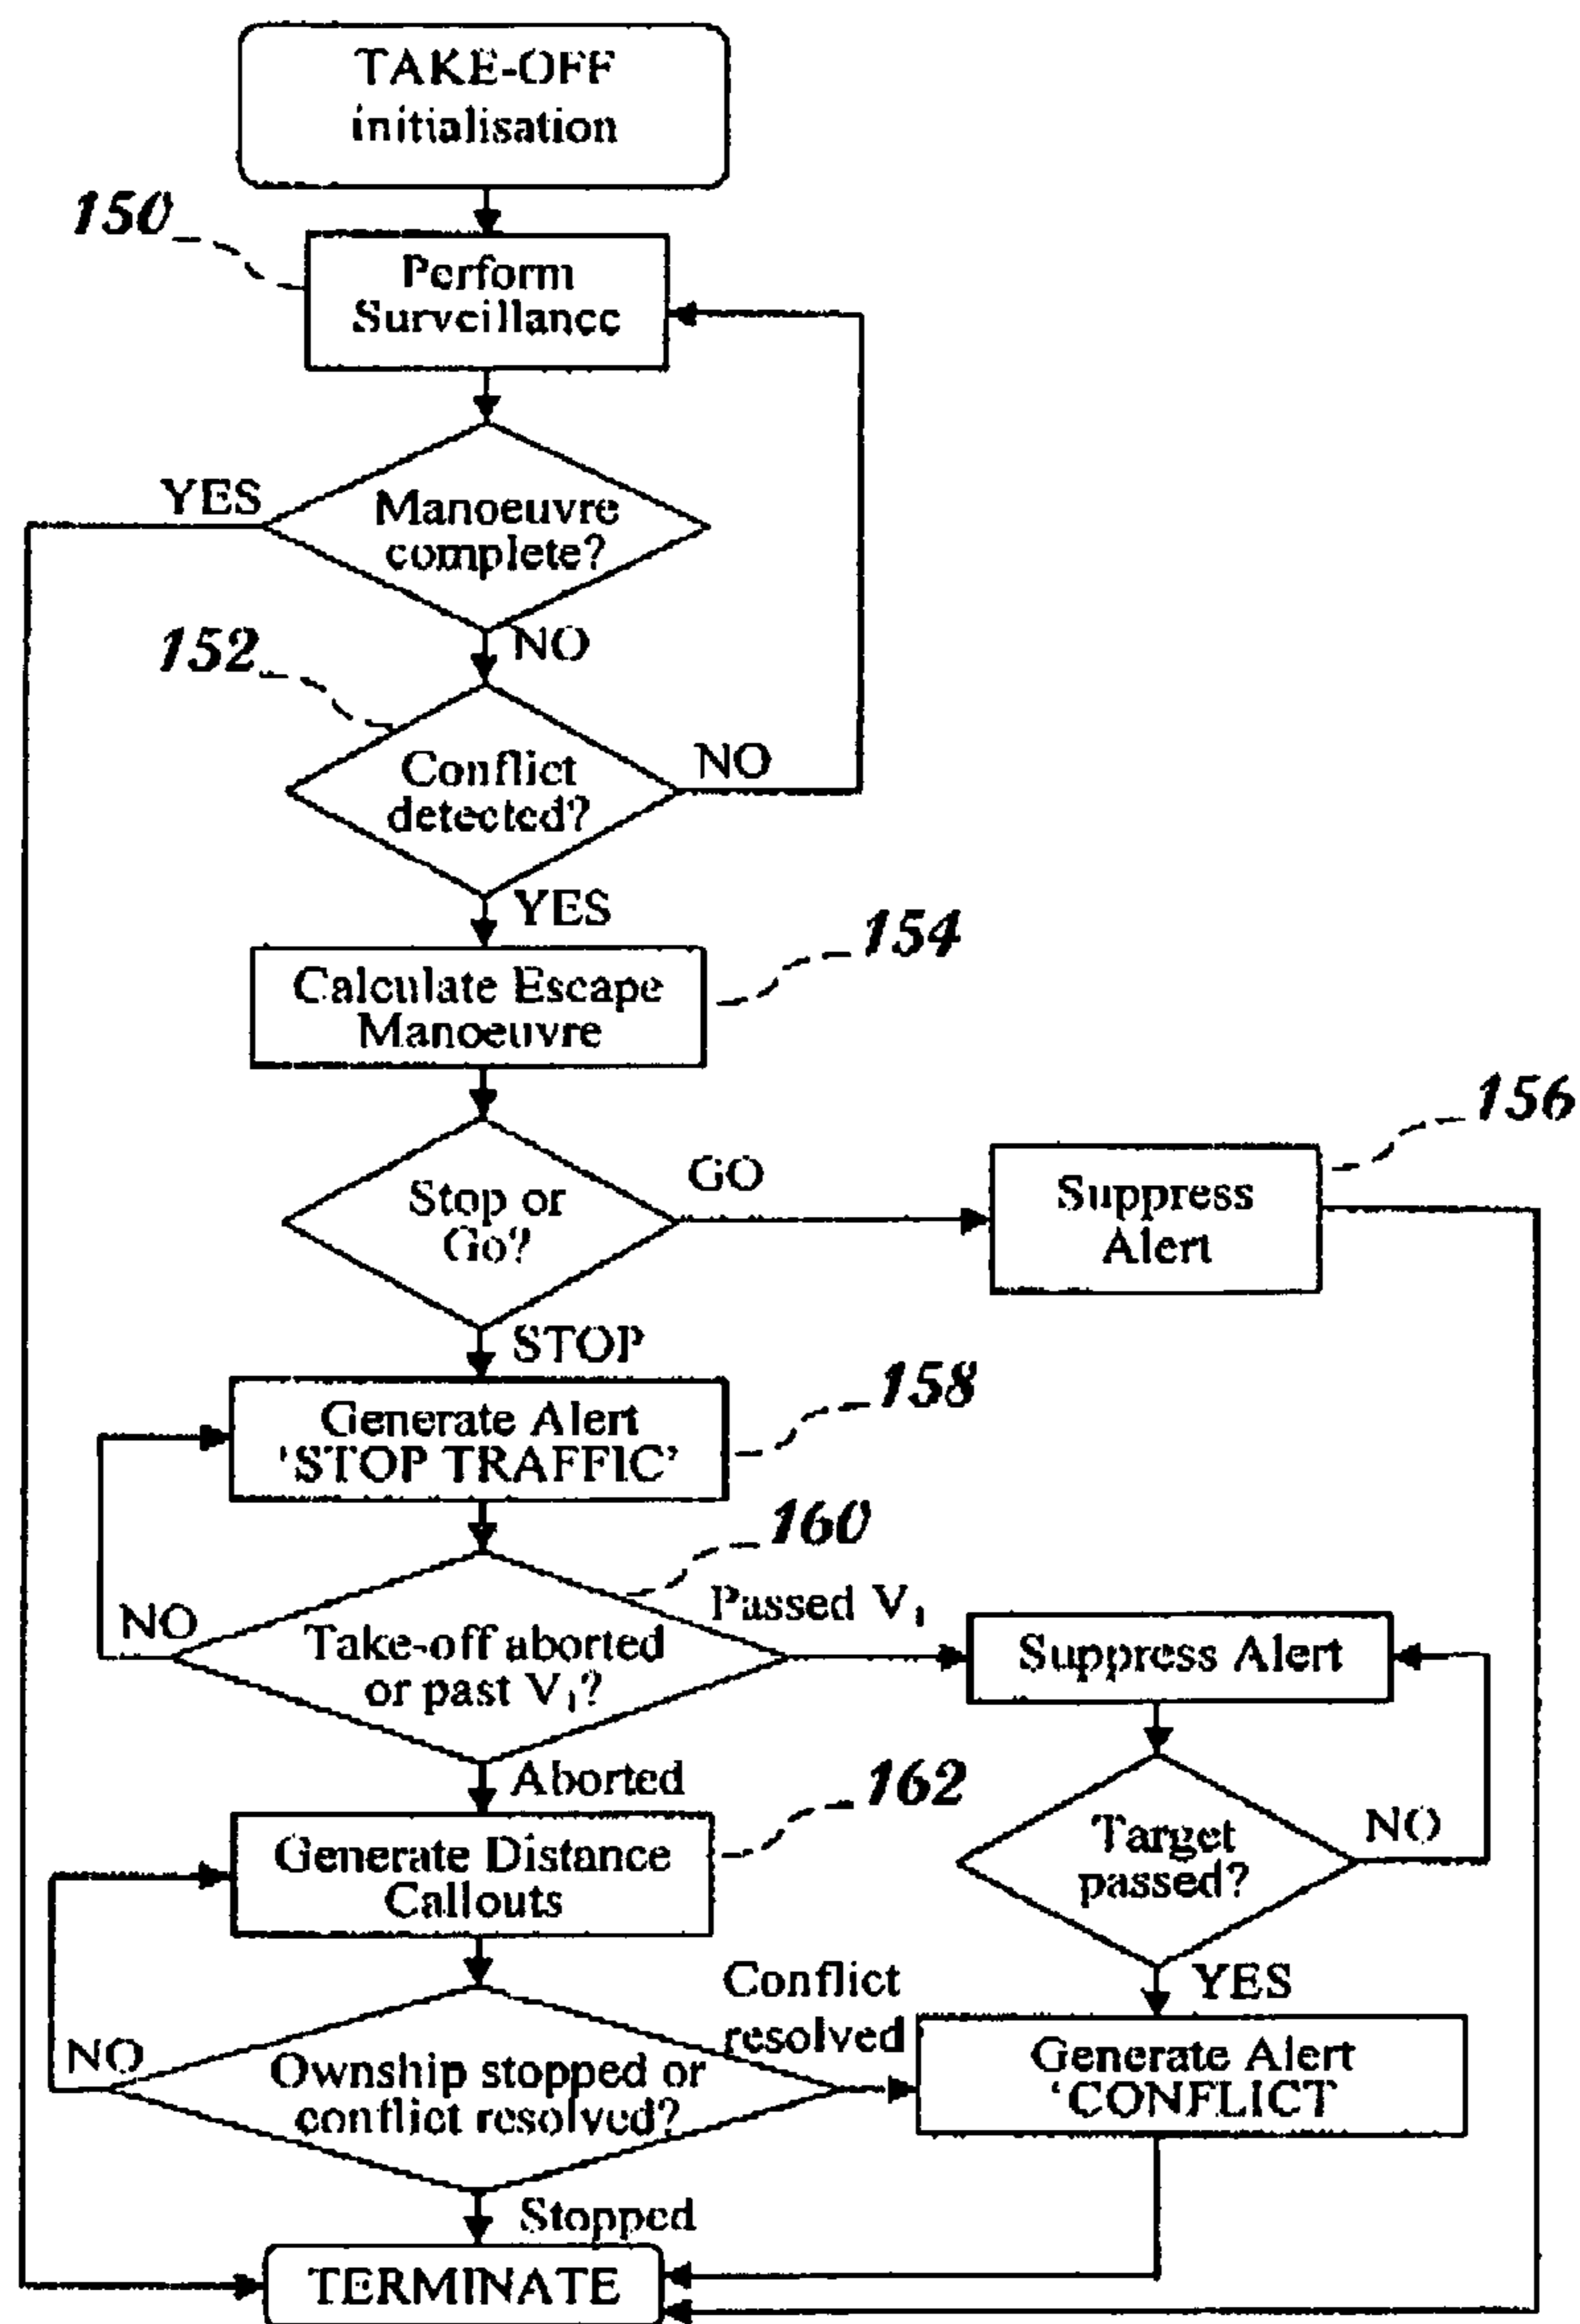 TAKE-OFF
initialisation
150
Perform
Surveillance
YES
Manoeuvre
complete?
NO
152
Conflict
detected?
NO
YES
154
Calculate Escape
Manoeuvre
156
Stop or
Go?
GO
Suppress
Alert
STOP
158
Generate Alert
'STOP TRAFFIC'
160
NO
Take-off aborted
or past V₁?
Passed V₁
Suppress Alert
Aborted
162
Generate Distance
Callouts
Target
passed?
NO
YES
Conflict
resolved
NO
Ownship stopped or
conflict resolved?
Generate Alert
'CONFLICT
Stopped
TERMINATE